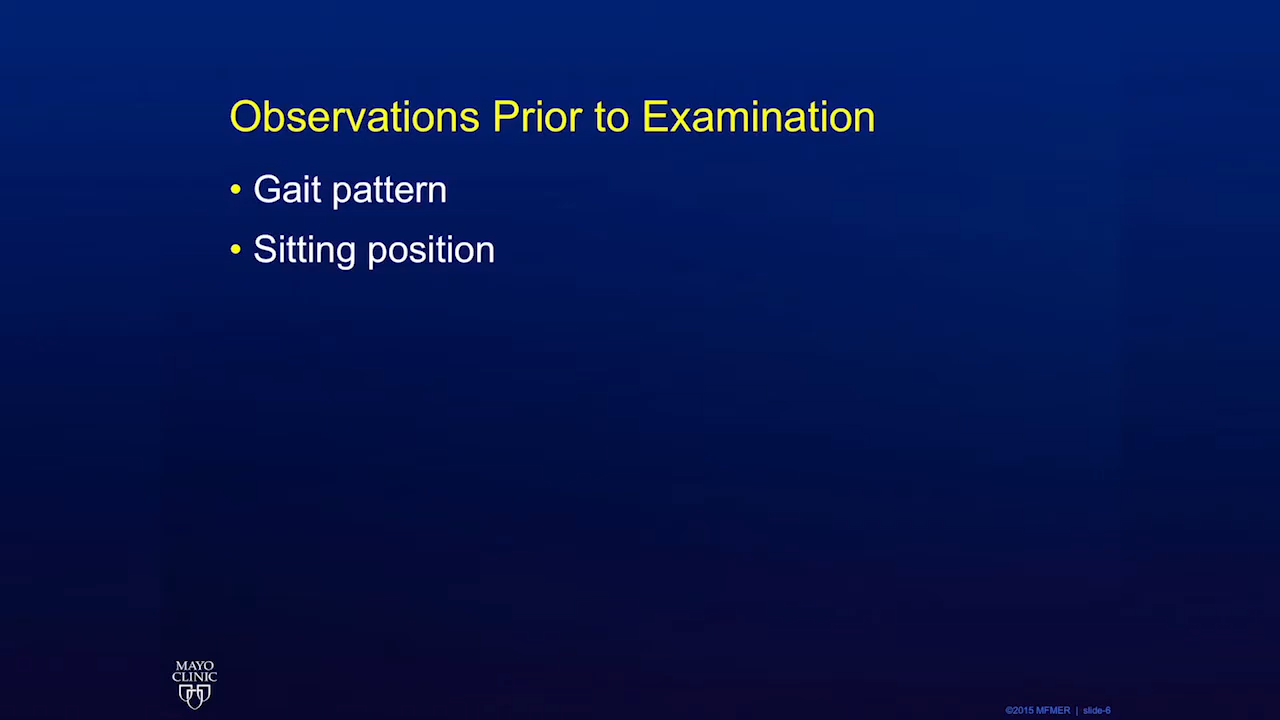 Observations Prior to Examination
• Gait pattern
• Sitting position
MAYO
CLINIC
©2015 MFMER | slide-6